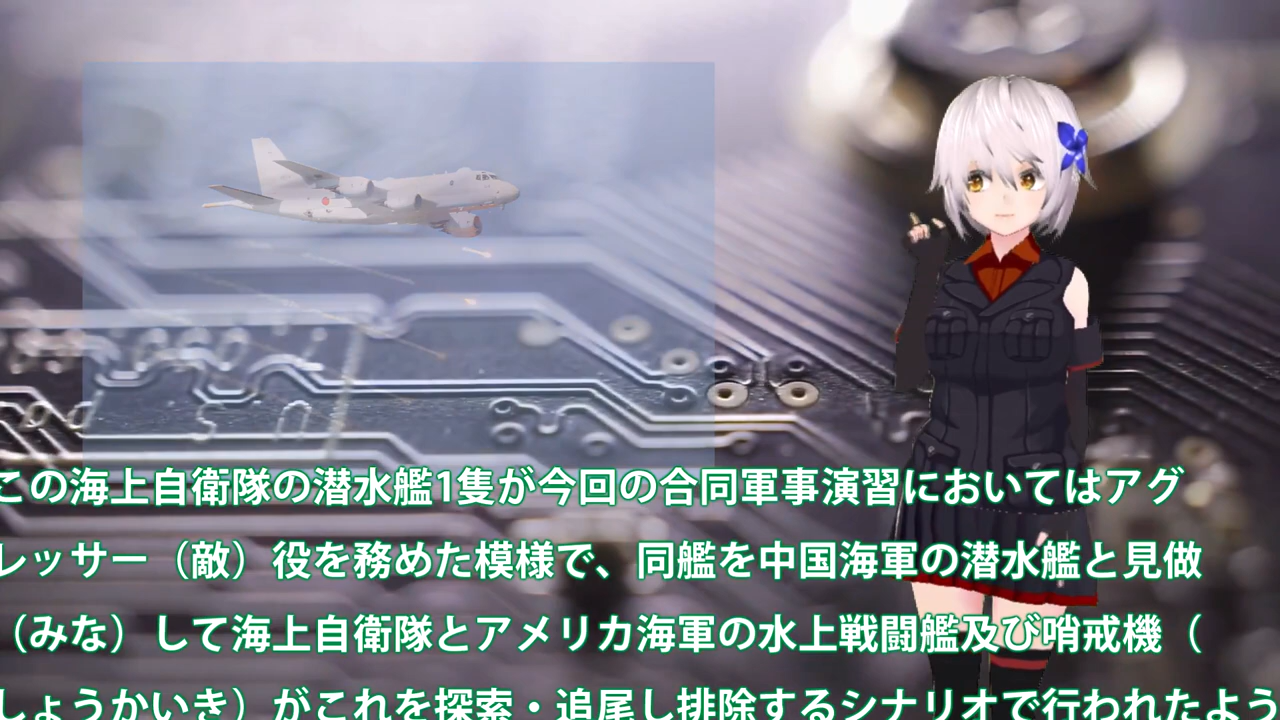 この海上自衛隊の潜水艦1隻が今回の合同軍事演習においてはアグ
レッサー（敵）役を務めた模様で、同艦を中国海軍の潜水艦と見做
（みな）して海上自衛隊とアメリカ海軍の水上戦闘艦及び哨戒機（
しょうかいき）がこれを探索・追尾し排除するシナリオで行われたよう